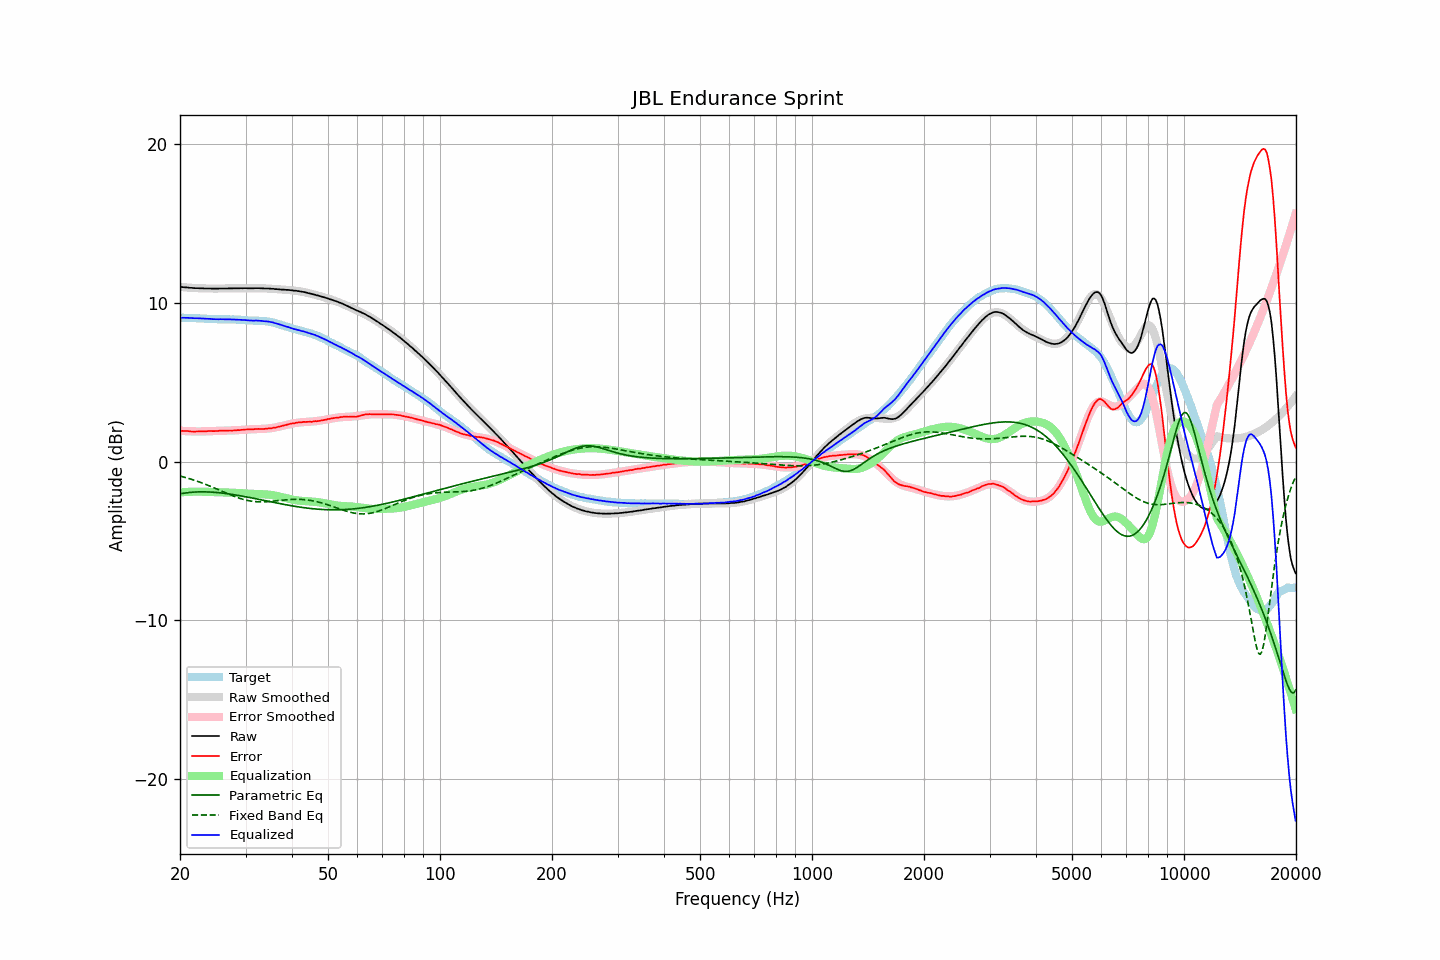 JBL Endurance Sprint
20
10
0
−10
−20
Amplitude (dBr)
Target
Raw Smoothed
Error Smoothed
Raw
Error
Equalization
Parametric Eq
Fixed Band Eq
Equalized
20 50 100 200 500 1000 2000 5000 10000 20000
Frequency (Hz)